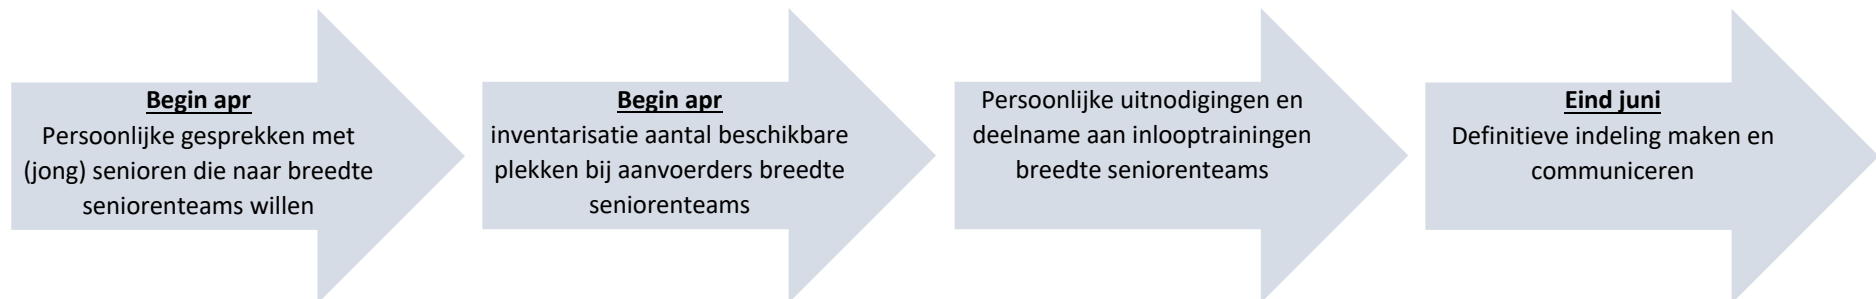 Begin apr
Persoonlijke gesprekken met
(jong) senioren die naar breedte
seniorenteams willen
Begin apr
inventarisatie aantal beschikbare
plekken bij aanvoerders breedte
seniorenteams
Persoonlijke uitnodigingen en
deelname aan inlooptrainingen
breedte seniorenteams
Eind juni
Definitieve indeling maken en
communiceren